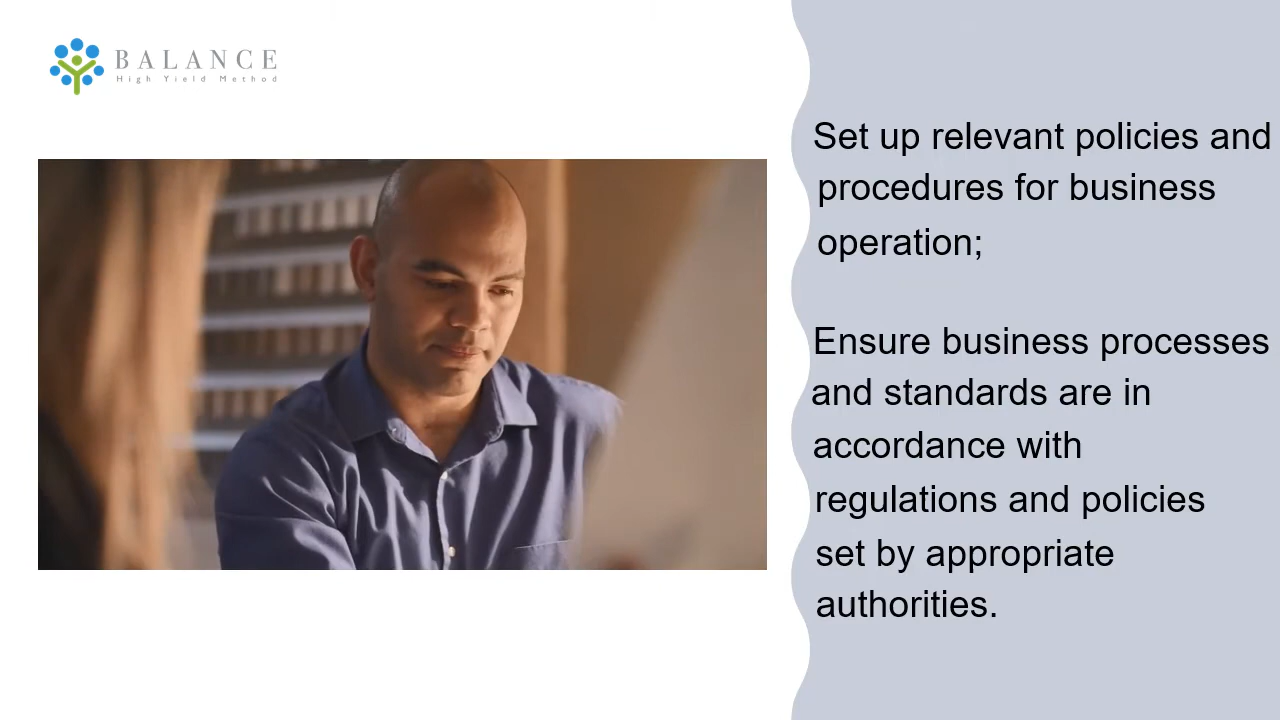 BALANCE
High Yield Method
Set up relevant policies and
procedures for business
operation;
Ensure business processes
and standards are in
accordance with
regulations and policies
set by appropriate
authorities.